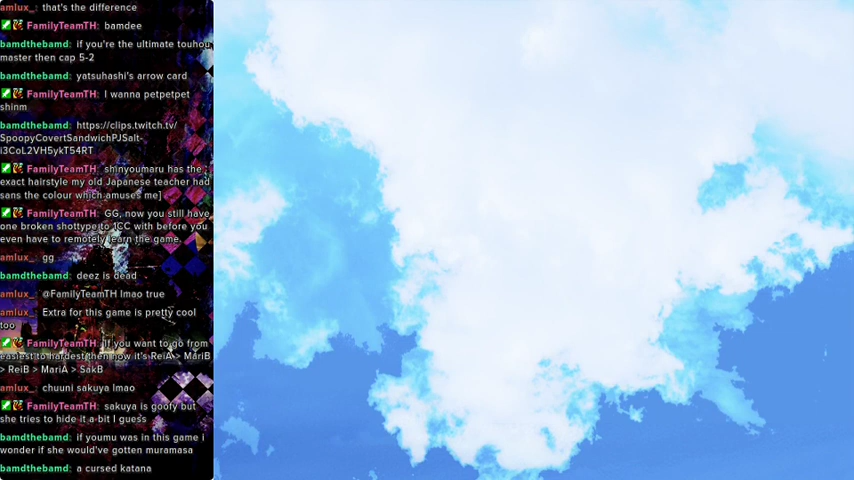 amlux_: that's the difference
FamilyTeamTH: bamdee
bamdthebamd: if you're the ultimate touhou
master then cap 5-2
bamdthebamd: yatsuhashi's arrow card
FamilyTeamTH: I wanna petpetpet
shinm
bamdthebamd: https://clips.twitch.tv/
SpoopyCovertSandwichPJSalt-
i3CoL2VH5ykT54RT
FamilyTeamTH: shinyoumaru has the
exact hairstyle my old Japanese teacher had
sans the colour which amuses me]
FamilyTeamTH: GG, now you still have
one broken shottype to 1CC with before you
even have to remotely learn the game.
amlux_: gg
bamdthebamd: deez is dead
amlux_: @FamilyTeamTH lmao true
amlux_: Extra for this game is pretty cool
too
FamilyTeamTH: If you want to go from
easiest to hardest then now it's ReiA > MariB
> ReiB > MariA > SakB
amlux_: chuuni sakuya lmao
FamilyTeamTH: sakuya is goofy but
she tries to hide it a bit I guess
bamdthebamd: if youmu was in this game i
wonder if she would've gotten muramasa
bamdthebamd: a cursed katana